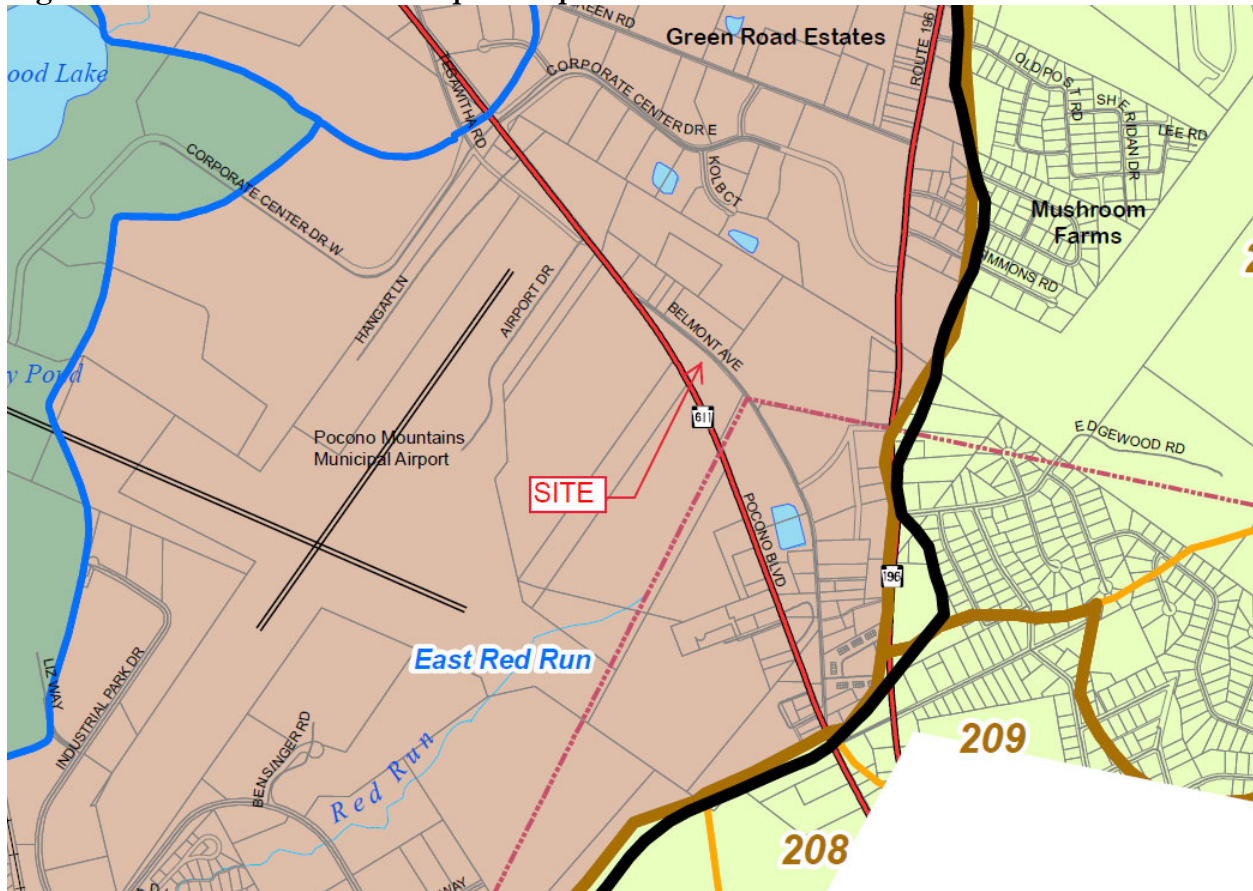 GREEN RD
Green Road Estates
ROUTE 196
OLD POST RD
SHERIDAN DR
LEE RD
ood Lake
TEGAWITHA RD
CORPORATE CENTER DR E
KOLB CT
Mushroom
Farms
CORPORATE CENTER DR W
IMMONS RD
HANGAR LN
AIRPORT DR
BELMONT AVE
y Pond
611
Pocono Mountains
Municipal Airport
EDGEWOOD RD
SITE
POCONO BLVD
196
East Red Run
LIZ WAY
INDUSTRIAL PARK DR
BENSINGER RD
Red Run
209
208
WAY